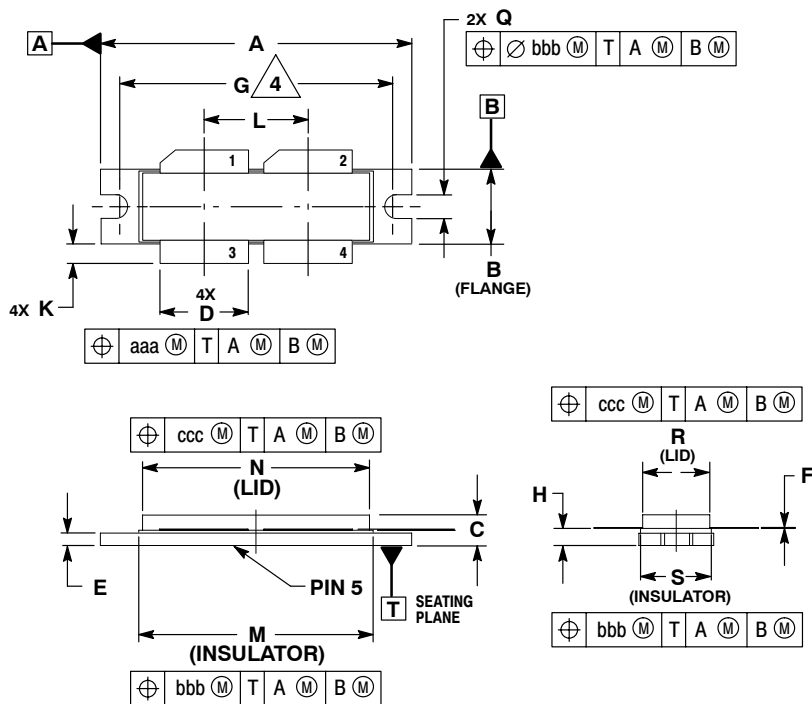 A
A
2X Q
⌖ ⌀ bbb Ⓜ T A Ⓜ B Ⓜ
G 4
L
B
1 2
3 4
B
(FLANGE)
4X K
4X
D
⌖ aaa Ⓜ T A Ⓜ B Ⓜ
⌖ ccc Ⓜ T A Ⓜ B Ⓜ
N
(LID)
C
E
PIN 5
T SEATING
PLANE
M
(INSULATOR)
⌖ bbb Ⓜ T A Ⓜ B Ⓜ
⌖ ccc Ⓜ T A Ⓜ B Ⓜ
R
(LID)
F
H
S
(INSULATOR)
⌖ bbb Ⓜ T A Ⓜ B Ⓜ